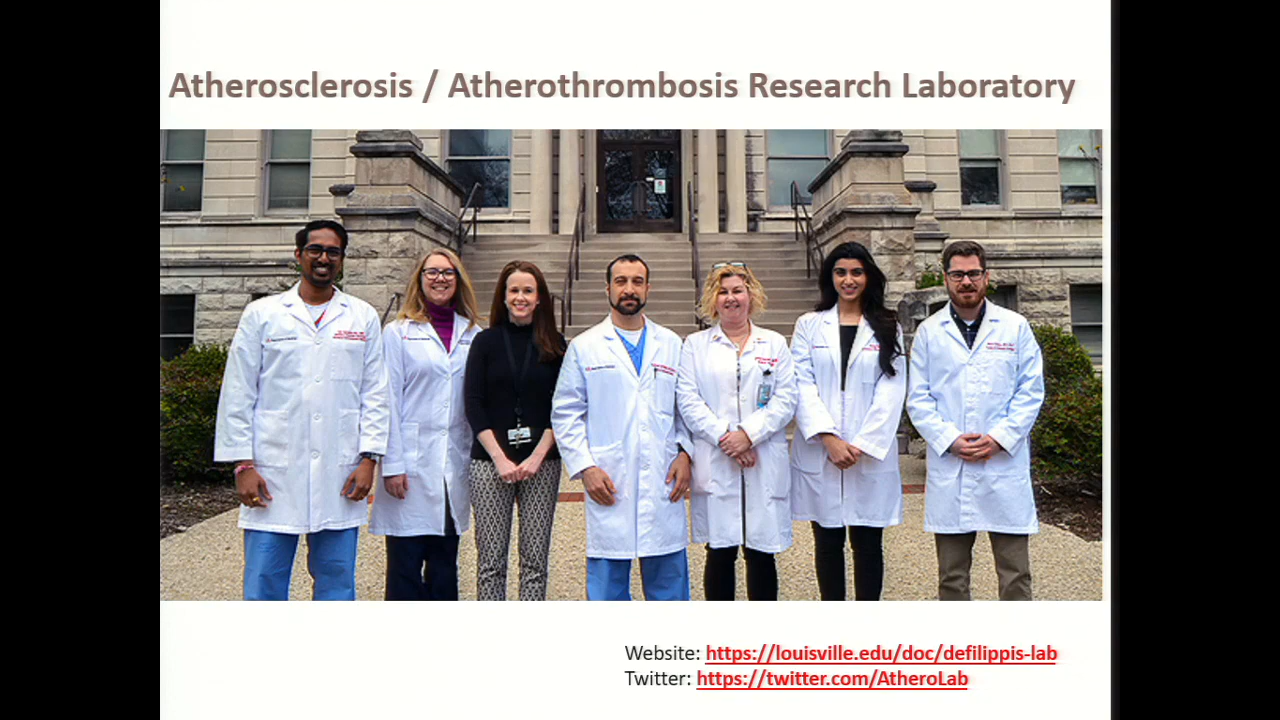 Atherosclerosis / Atherothrombosis Research Laboratory
Website: https://louisville.edu/doc/defilippis-lab
Twitter: https://twitter.com/AtheroLab